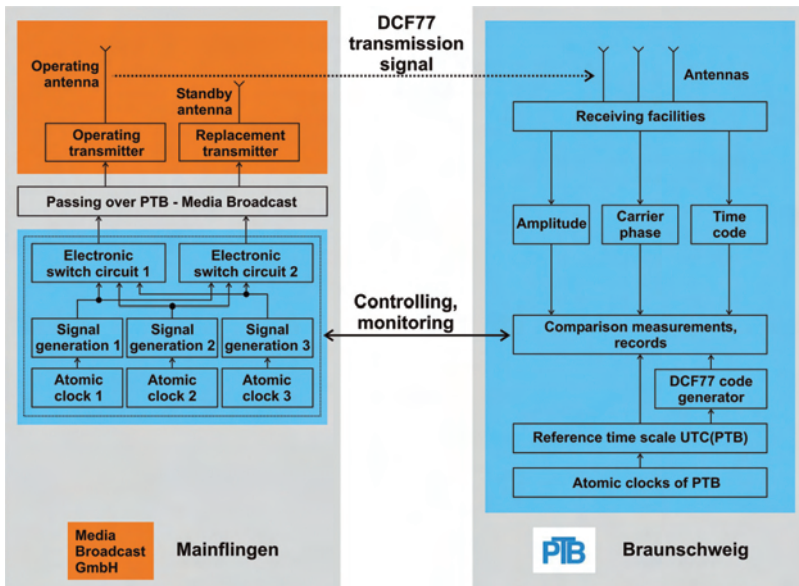 DCF77
transmission
signal
Operating
antenna
Standby
antenna
Operating
transmitter
Replacement
transmitter
Passing over PTB - Media Broadcast
Electronic
switch circuit 1
Electronic
switch circuit 2
Signal
generation 1
Signal
generation 2
Signal
generation 3
Atomic
clock 1
Atomic
clock 2
Atomic
clock 3
Media
Broadcast
GmbH
Mainflingen
Controlling,
monitoring
Antennas
Receiving facilities
Amplitude
Carrier
phase
Time
code
Comparison measurements,
records
DCF77 code
generator
Reference time scale UTC(PTB)
Atomic clocks of PTB
PTB
Braunschweig